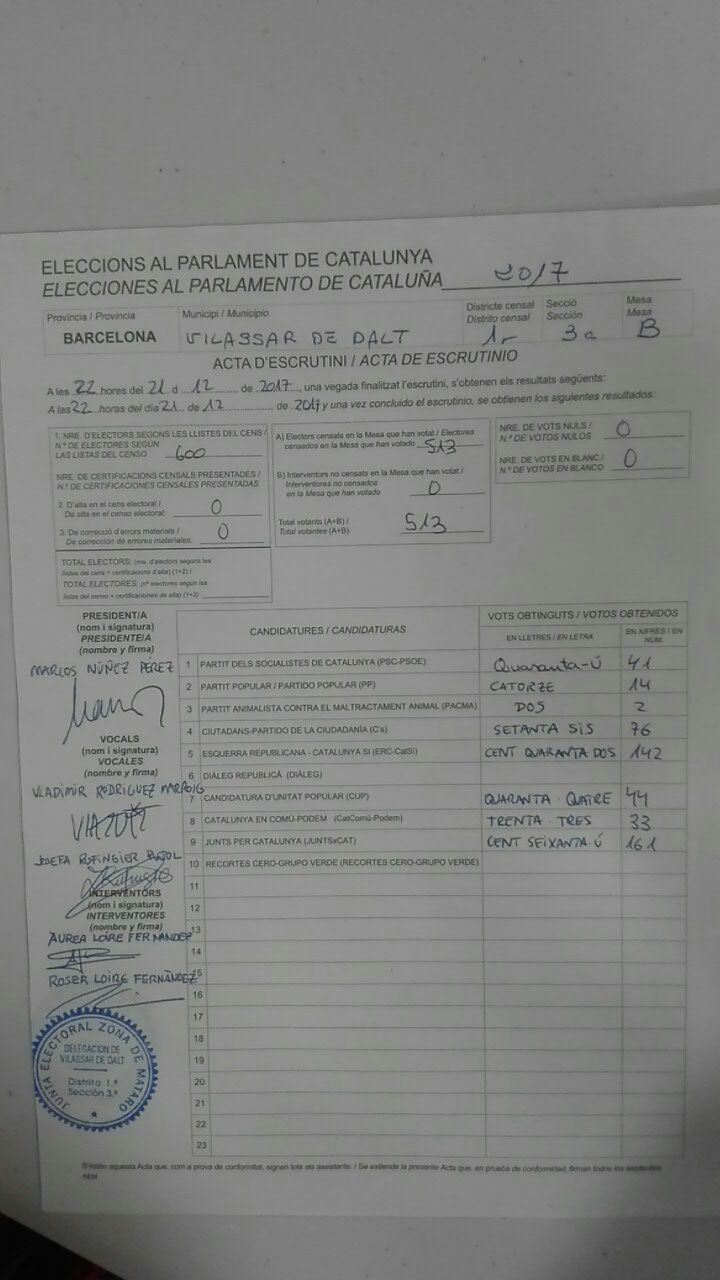 ELECCIONS AL PARLAMENT DE CATALUNYA
ELECCIONES AL PARLAMENTO DE CATALUÑA 2017
Província / Provincia
BARCELONA
Municipi / Municipio
VILASSAR DE DALT
Districte censal
Distrito censal
1r
Secció
Sección
3a
Mesa
Mesa
B
ACTA D'ESCRUTINI / ACTA DE ESCRUTINIO
A les 22 hores del 21 d 12 de 2017, una vegada finalitzat l'escrutini, s'obtenen els resultats següents:
A las 22 horas del día 21 de 12 de 2017 y una vez concluido el escrutinio, se obtienen los siguientes resultados:
1. NRE. D'ELECTORS SEGONS LES LLISTES DEL CENS /
N.º DE ELECTORES SEGÚN
LAS LISTAS DEL CENSO 600
NRE. DE CERTIFICACIONS CENSALS PRESENTADES /
N.º DE CERTIFICACIONES CENSALES PRESENTADAS
2. D'alta en el cens electoral /
De alta en el censo electoral: 0
3. De correcció d'errors materials /
De corrección de errores materiales: 0
TOTAL ELECTORS: (nre. d'electors segons les
llistes del cens + certificacions d'alta) (1+2) /
TOTAL ELECTORES: (nº electores según las
listas del censo + certificaciones de alta) (1+2)
A) Electors censats en la Mesa que han votat / Electores
censados en la Mesa que han votado 513
B) Interventors no censats en la Mesa que han votat /
Interventores no censados
en la Mesa que han votado 0
Total votants (A+B) /
Total votantes (A+B) 513
NRE. DE VOTS NULS /
N.º DE VOTOS NULOS 0
NRE. DE VOTS EN BLANC /
N.º DE VOTOS EN BLANCO 0
PRESIDENT/A
(nom i signatura)
PRESIDENTE/A
(nombre y firma)
MARCOS NÚÑEZ PEREZ
VOCALS
(nom i signatura)
VOCALES
(nombre y firma)
VLADIMIR RODRIGUEZ MARROIG
JOSEFA RUFINGIER PUJOL
INTERVENTORS
(nom i signatura)
INTERVENTORES
(nombre y firma)
ÀUREA LOIRE FERNANDEZ
ROSER LOIRE FERNÀNDEZ
JUNTA ELECTORAL ZONA DE MATARO
DELEGACION DE
VILASSAR DE DALT
Distrito 1.º
Sección 3.ª
CANDIDATURES / CANDIDATURAS
VOTS OBTINGUTS / VOTOS OBTENIDOS
EN LLETRES / EN LETRA
EN XIFRES / EN NÚM.
1 PARTIT DELS SOCIALISTES DE CATALUNYA (PSC-PSOE) Quaranta-Ú 41
2 PARTIT POPULAR / PARTIDO POPULAR (PP) CATORZE 14
3 PARTIT ANIMALISTA CONTRA EL MALTRACTAMENT ANIMAL (PACMA) DOS 2
4 CIUTADANS-PARTIDO DE LA CIUDADANÍA (C's) SETANTA SIS 76
5 ESQUERRA REPUBLICANA - CATALUNYA SÍ (ERC-CatSí) CENT QUARANTA DOS 142
6 DIÀLEG REPUBLICÀ (DIÀLEG)
7 CANDIDATURA D'UNITAT POPULAR (CUP) QUARANTA-QUATRE 44
8 CATALUNYA EN COMÚ-PODEM (CatComú-Podem) TRENTA-TRES 33
9 JUNTS PER CATALUNYA (JUNTSxCAT) CENT SEIXANTA-Ú 161
10 RECORTES CERO-GRUPO VERDE (RECORTES CERO-GRUPO VERDE)
11
12
13
14
15
16
17
18
19
20
21
22
23
S'estén aquesta Acta que, com a prova de conformitat, signen tots els assistents. / Se extiende la presente Acta que, en prueba de conformidad, firman todos los asistentes